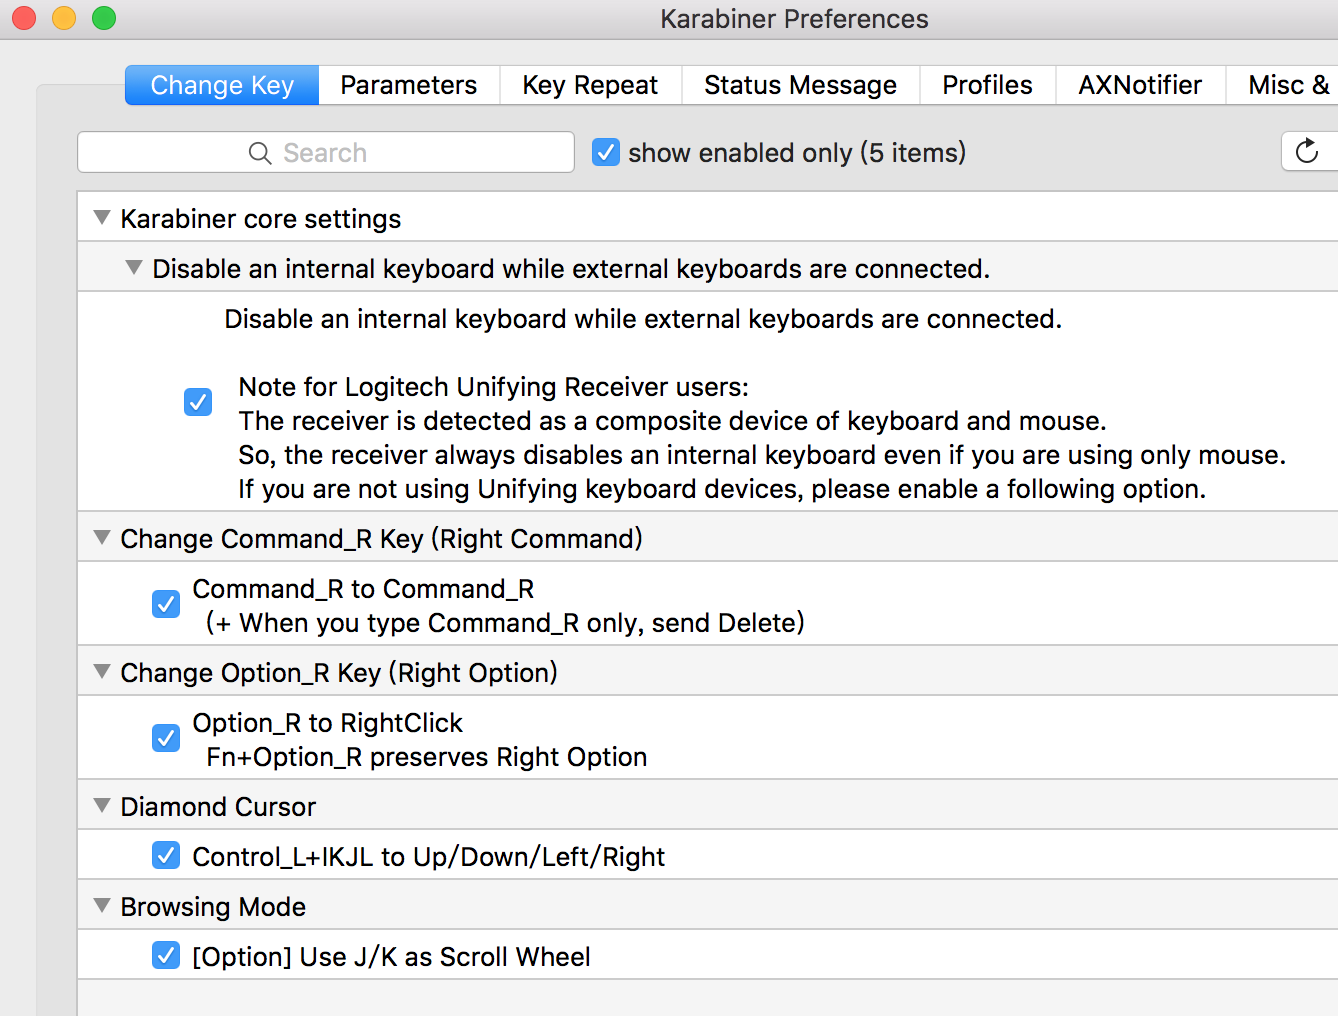 Karabiner Preferences
Change Key Parameters Key Repeat Status Message Profiles AXNotifier Misc &
Search show enabled only (5 items)
Karabiner core settings
Disable an internal keyboard while external keyboards are connected.
Disable an internal keyboard while external keyboards are connected.
Note for Logitech Unifying Receiver users:
The receiver is detected as a composite device of keyboard and mouse.
So, the receiver always disables an internal keyboard even if you are using only mouse.
If you are not using Unifying keyboard devices, please enable a following option.
Change Command_R Key (Right Command)
Command_R to Command_R
(+ When you type Command_R only, send Delete)
Change Option_R Key (Right Option)
Option_R to RightClick
Fn+Option_R preserves Right Option
Diamond Cursor
Control_L+IKJL to Up/Down/Left/Right
Browsing Mode
[Option] Use J/K as Scroll Wheel